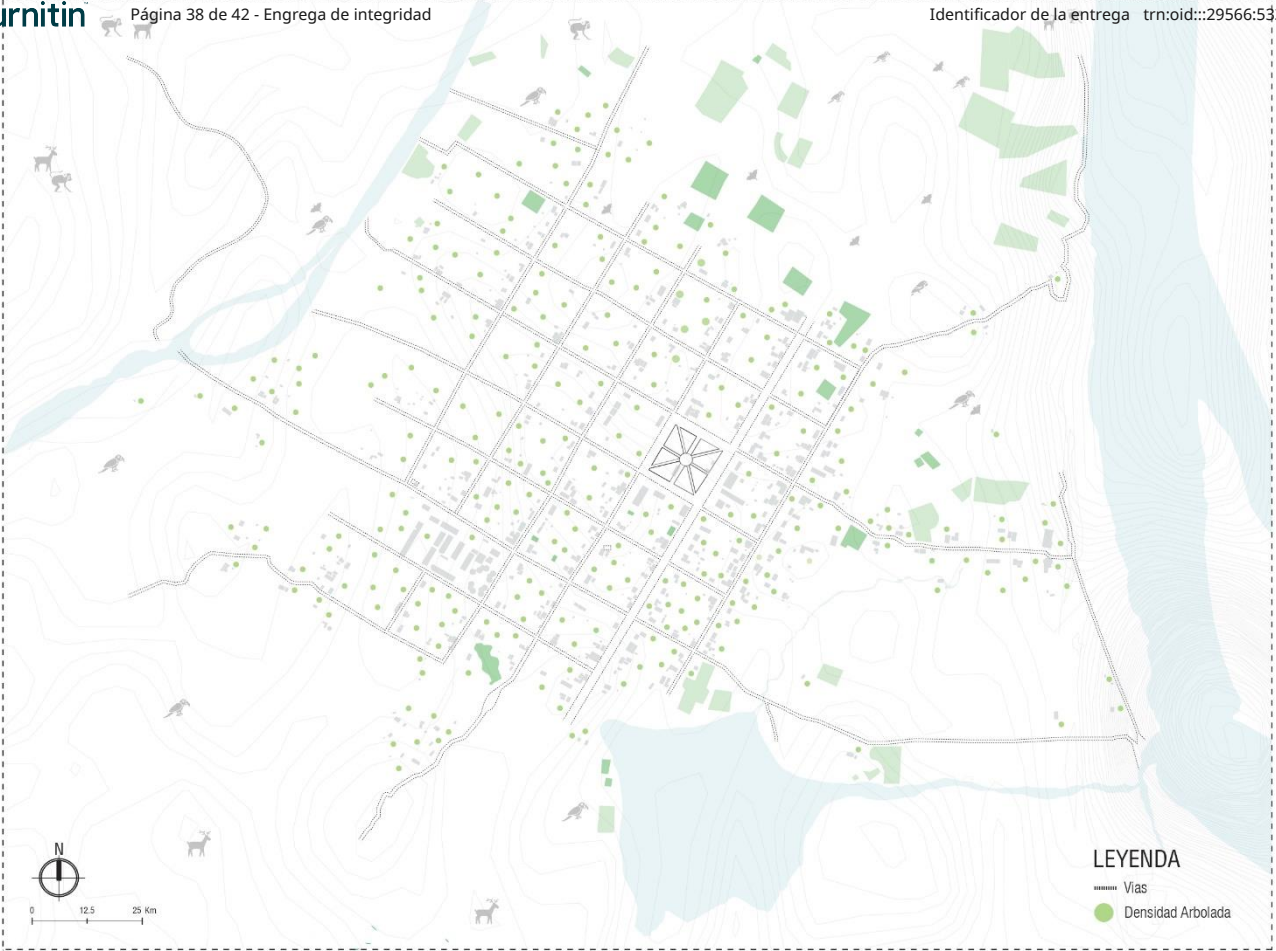 urnitin Página 38 de 42 - Engrega de integridad Identificador de la entrega trn:oid:::29566:53
N
0 12.5 25 Km
LEYENDA
Vias
Densidad Arbolada